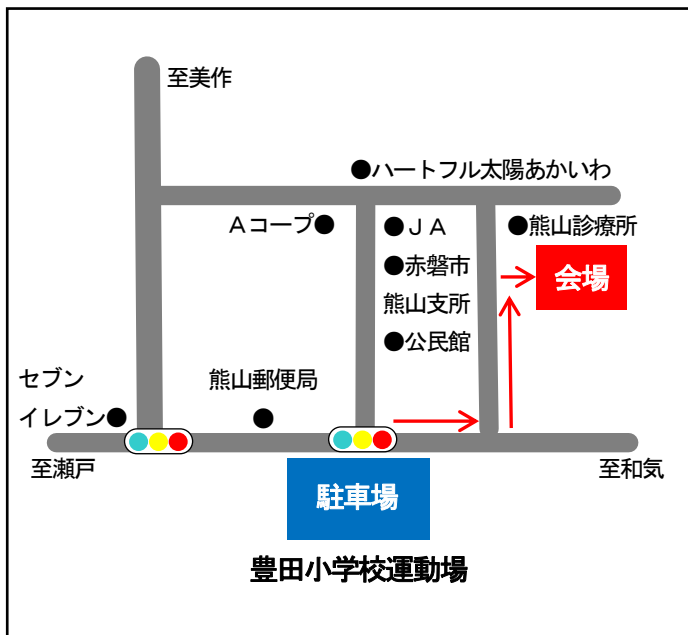 至美作
●ハートフル太陽あかいわ
Aコープ●
●JA
●熊山診療所
●赤磐市
熊山支所
会場
●公民館
セブン
イレブン●
熊山郵便局
至瀬戸
至和気
駐車場
豊田小学校運動場